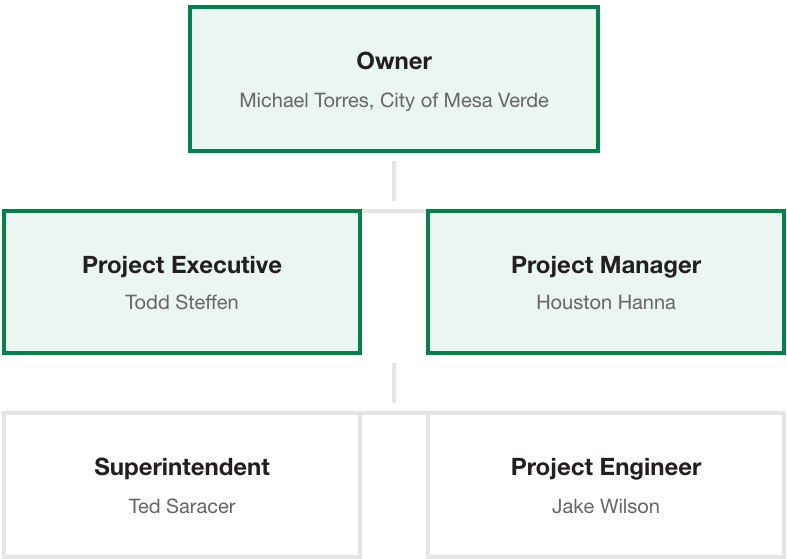 Owner
Michael Torres, City of Mesa Verde
Project Executive
Todd Steffen
Project Manager
Houston Hanna
Superintendent
Ted Saracer
Project Engineer
Jake Wilson